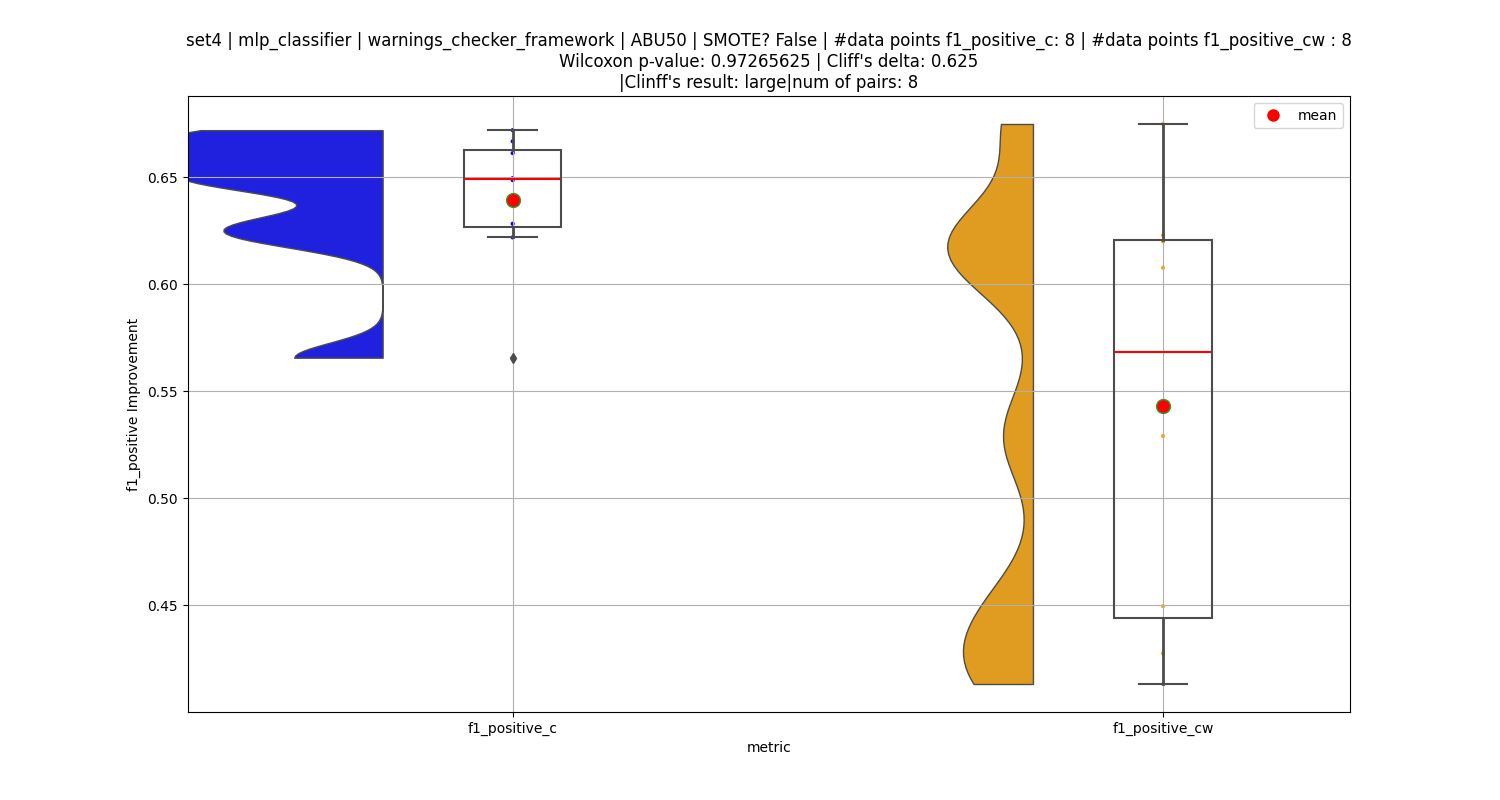 set4 | mlp_classifier | warnings_checker_framework | ABU50 | SMOTE? False | #data points f1_positive_c: 8 | #data points f1_positive_cw : 8
Wilcoxon p-value: 0.97265625 | Cliff's delta: 0.625
|Clinff's result: large|num of pairs: 8
mean
f1_positive Improvement
0.65
0.60
0.55
0.50
0.45
f1_positive_c
f1_positive_cw
metric